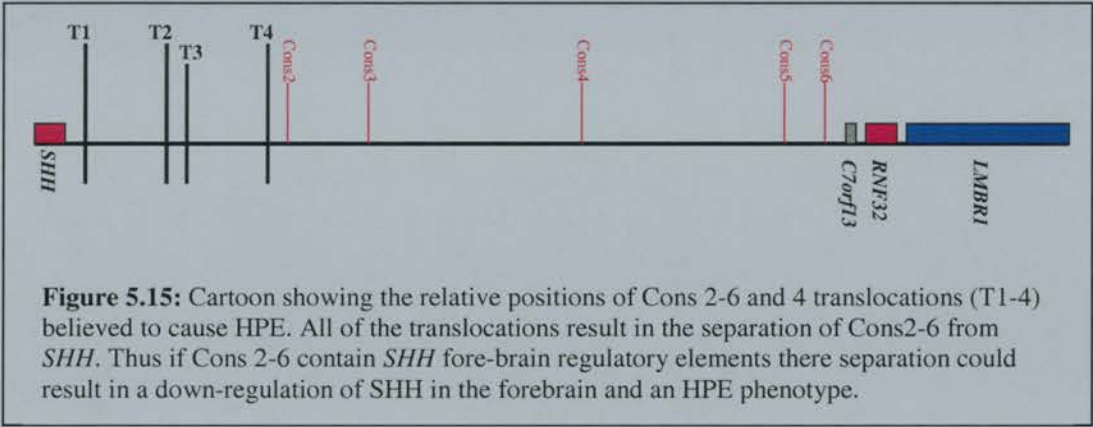 T1
T2
T3
T4
Cons2
Cons3
Cons4
Cons5
Cons6
SHH
C7orf13
RNF32
LMBR1
Figure 5.15: Cartoon showing the relative positions of Cons 2-6 and 4 translocations (T1-4)
believed to cause HPE. All of the translocations result in the separation of Cons2-6 from
SHH. Thus if Cons 2-6 contain SHH fore-brain regulatory elements there separation could
result in a down-regulation of SHH in the forebrain and an HPE phenotype.